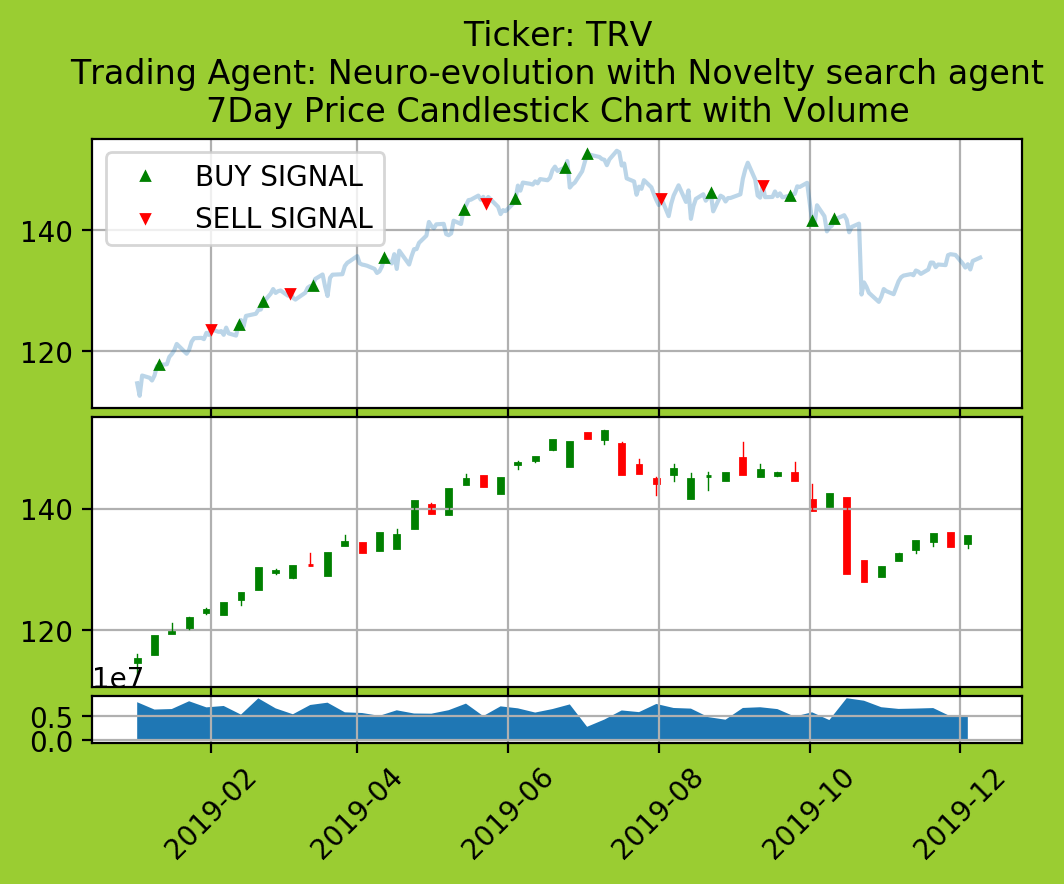 Ticker: TRV
Trading Agent: Neuro-evolution with Novelty search agent
7Day Price Candlestick Chart with Volume
BUY SIGNAL
SELL SIGNAL
140
120
140
120
1e7
0.5
0.0
2019-02
2019-04
2019-06
2019-08
2019-10
2019-12